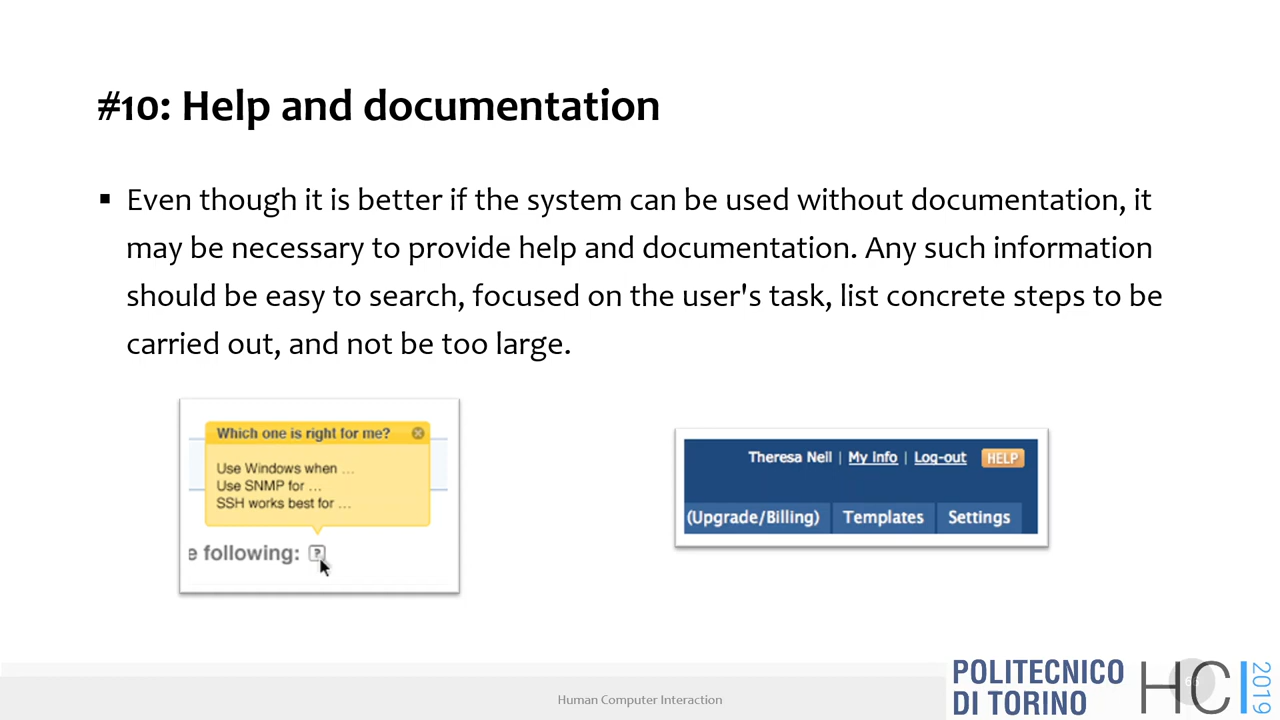 #10: Help and documentation
▪ Even though it is better if the system can be used without documentation, it
may be necessary to provide help and documentation. Any such information
should be easy to search, focused on the user's task, list concrete steps to be
carried out, and not be too large.
Which one is right for me?
Use Windows when ...
Use SNMP for ...
SSH works best for ...
e following: ?
Theresa Neil | My Info | Log-out HELP
(Upgrade/Billing) Templates Settings
Human Computer Interaction
POLITECNICO
DI TORINO
HCI
2019